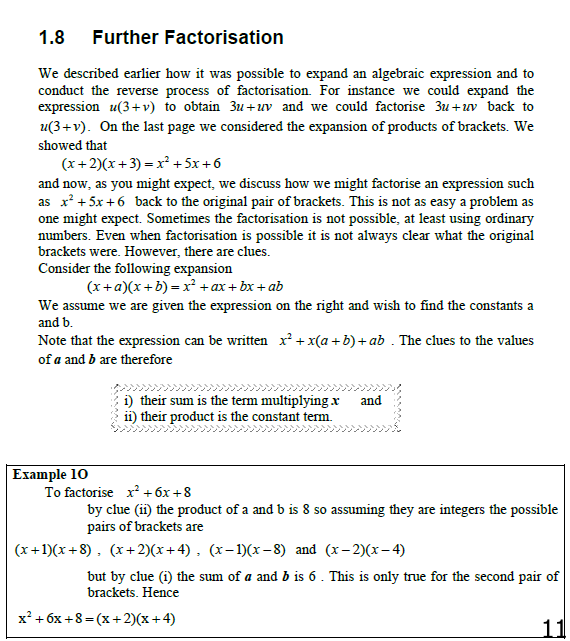 1.8 Further Factorisation
We described earlier how it was possible to expand an algebraic expression and to
conduct the reverse process of factorisation. For instance we could expand the
expression u(3+v) to obtain 3u+uv and we could factorise 3u+uv back to
u(3+v). On the last page we considered the expansion of products of brackets. We
showed that
(x+2)(x+3) = x² +5x+6
and now, as you might expect, we discuss how we might factorise an expression such
as x² +5x+6 back to the original pair of brackets. This is not as easy a problem as
one might expect. Sometimes the factorisation is not possible, at least using ordinary
numbers. Even when factorisation is possible it is not always clear what the original
brackets were. However, there are clues.
Consider the following expansion
(x+a)(x+b) = x² +ax+bx+ab
We assume we are given the expression on the right and wish to find the constants a
and b.
Note that the expression can be written x² +x(a+b)+ab . The clues to the values
of a and b are therefore
i) their sum is the term multiplying x and
ii) their product is the constant term.
Example 1O
To factorise x² +6x+8
by clue (ii) the product of a and b is 8 so assuming they are integers the possible
pairs of brackets are
(x+1)(x+8) , (x+2)(x+4) , (x−1)(x−8) and (x−2)(x−4)
but by clue (i) the sum of a and b is 6 . This is only true for the second pair of
brackets. Hence
x² +6x+8=(x+2)(x+4)
11